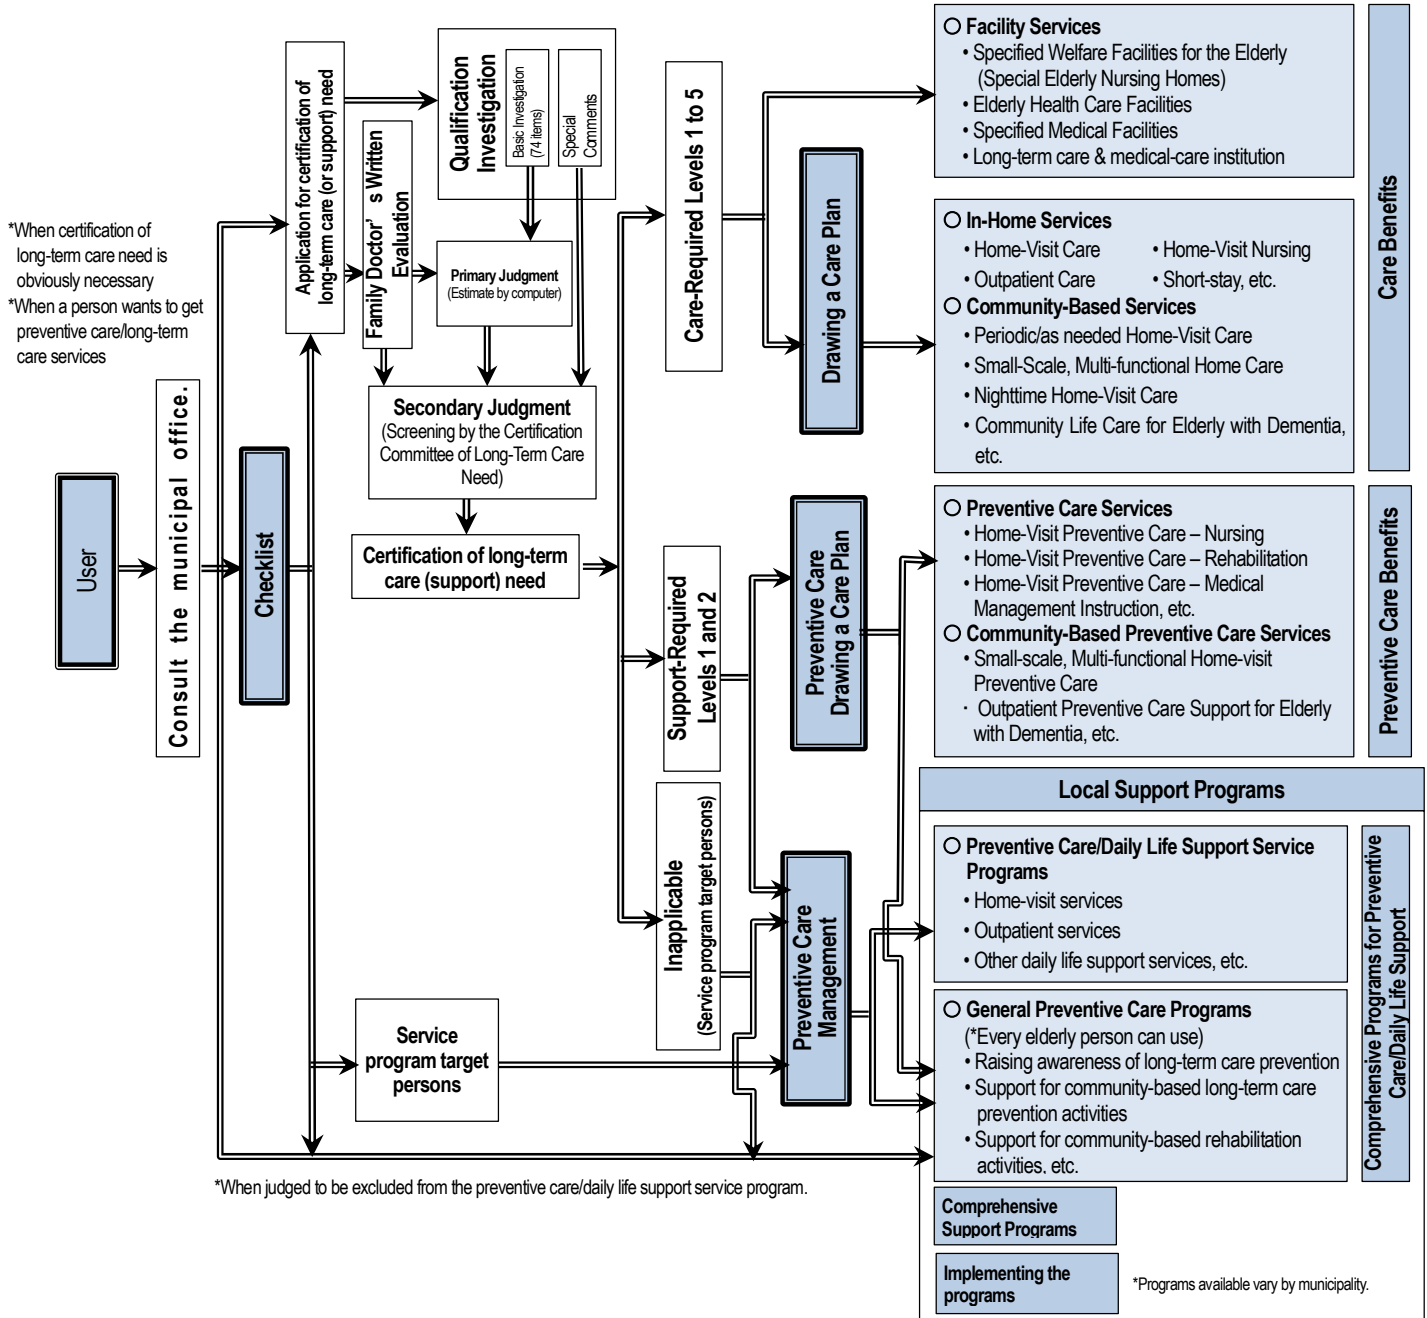 *When certification of
long-term care need is
obviously necessary
*When a person wants to get
preventive care/long-term
care services
User
Consult the municipal office.
Checklist
Application for certification of
long-term care (or support) need
Qualification
Investigation
Basic Investigation
(74 items)
Special
Comments
Family Doctor's Written
Evaluation
Primary Judgment
(Estimate by computer)
Secondary Judgment
(Screening by the Certification
Committee of Long-Term Care
Need)
Certification of long-term
care (support) need
Service
program target
persons
*When judged to be excluded from the preventive care/daily life support service program.
Care-Required Levels 1 to 5
Support-Required
Levels 1 and 2
Inapplicable
(Service program target persons)
Drawing a Care Plan
Preventive Care
Drawing a Care Plan
Preventive Care
Management
○ Facility Services
• Specified Welfare Facilities for the Elderly
(Special Elderly Nursing Homes)
• Elderly Health Care Facilities
• Specified Medical Facilities
• Long-term care & medical-care institution
○ In-Home Services
• Home-Visit Care • Home-Visit Nursing
• Outpatient Care • Short-stay, etc.
○ Community-Based Services
• Periodic/as needed Home-Visit Care
• Small-Scale, Multi-functional Home Care
• Nighttime Home-Visit Care
• Community Life Care for Elderly with Dementia,
etc.
Care Benefits
○ Preventive Care Services
• Home-Visit Preventive Care – Nursing
• Home-Visit Preventive Care – Rehabilitation
• Home-Visit Preventive Care – Medical
Management Instruction, etc.
○ Community-Based Preventive Care Services
• Small-scale, Multi-functional Home-visit
Preventive Care
· Outpatient Preventive Care Support for Elderly
with Dementia, etc.
Preventive Care Benefits
Local Support Programs
○ Preventive Care/Daily Life Support Service
Programs
• Home-visit services
• Outpatient services
• Other daily life support services, etc.
○ General Preventive Care Programs
(*Every elderly person can use)
• Raising awareness of long-term care prevention
• Support for community-based long-term care
prevention activities
• Support for community-based rehabilitation
activities, etc.
Comprehensive Programs for Preventive
Care/Daily Life Support
Comprehensive
Support Programs
Implementing the
programs
*Programs available vary by municipality.